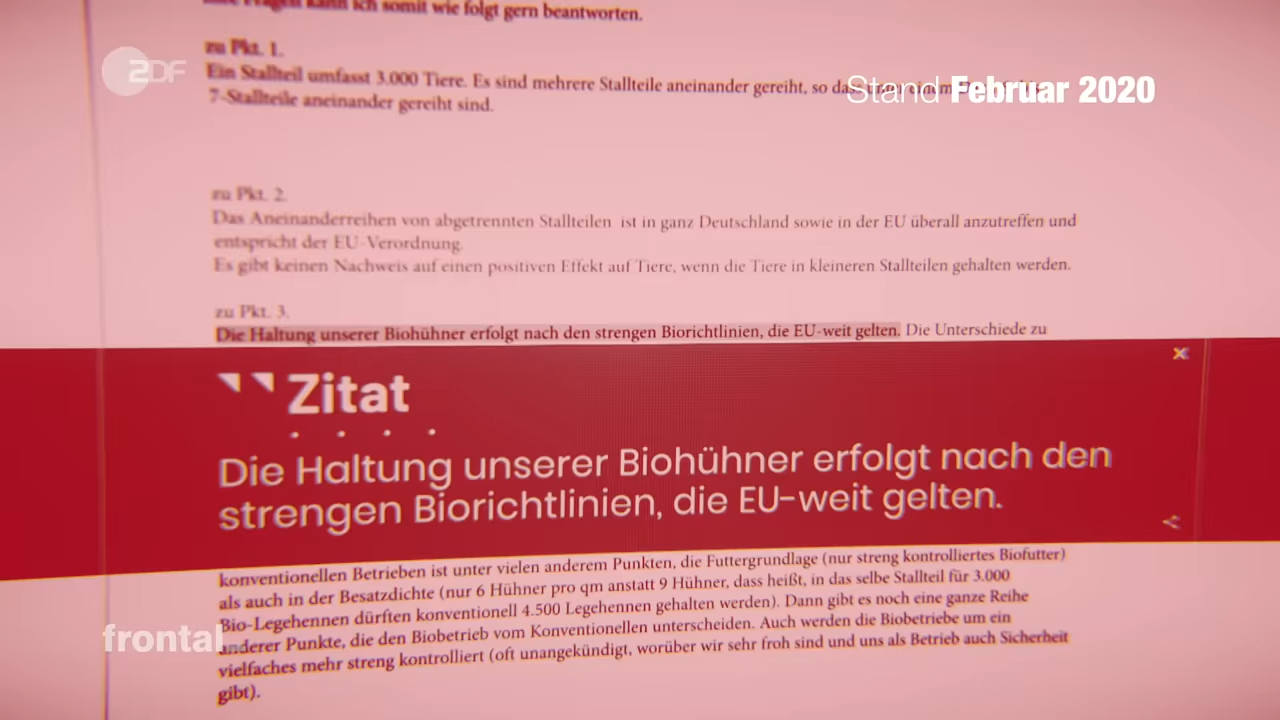 Ihre Fragen kann ich somit wie folgt gern beantworten.
zu Pkt. 1.
Ein Stallteil umfasst 3.000 Tiere. Es sind mehrere Stallteile aneinander gereiht, so
7-Stallteile aneinander gereiht sind.
ZDF
Stand Februar 2020
zu Pkt. 2.
Das Aneinanderreihen von abgetrennten Stallteilen ist in ganz Deutschland sowie in der EU überall anzutreffen und
entspricht der EU-Verordnung.
Es gibt keinen Nachweis auf einen positiven Effekt auf Tiere, wenn die Tiere in kleineren Stallteilen gehalten werden.
zu Pkt. 3.
Die Haltung unserer Biohühner erfolgt nach den strengen Biorichtlinien, die EU-weit gelten. Die Unterschiede zu
Zitat
Die Haltung unserer Biohühner erfolgt nach den
strengen Biorichtlinien, die EU-weit gelten.
konventionellen Betrieben ist unter vielen anderem Punkten, die Futtergrundlage (nur streng kontrolliertes Biofutter)
als auch in der Besatzdichte (nur 6 Hühner pro qm anstatt 9 Hühner, dass heißt, in das selbe Stallteil für 3.000
Bio-Legehennen dürften konventionell 4.500 Legehennen gehalten werden). Dann gibt es noch eine ganze Reihe
anderer Punkte, die den Biobetrieb vom Konventionellen unterscheiden. Auch werden die Biobetriebe um ein
vielfaches mehr streng kontrolliert (oft unangekündigt, worüber wir sehr froh sind und uns als Betrieb auch Sicherheit
gibt).
frontal